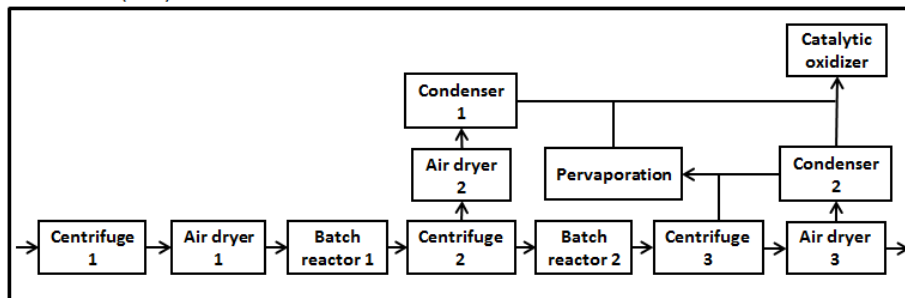 Catalytic
oxidizer
Condenser
1
Air dryer
2
Pervaporation
Condenser
2
Centrifuge
1
Air dryer
1
Batch
reactor 1
Centrifuge
2
Batch
reactor 2
Centrifuge
3
Air dryer
3